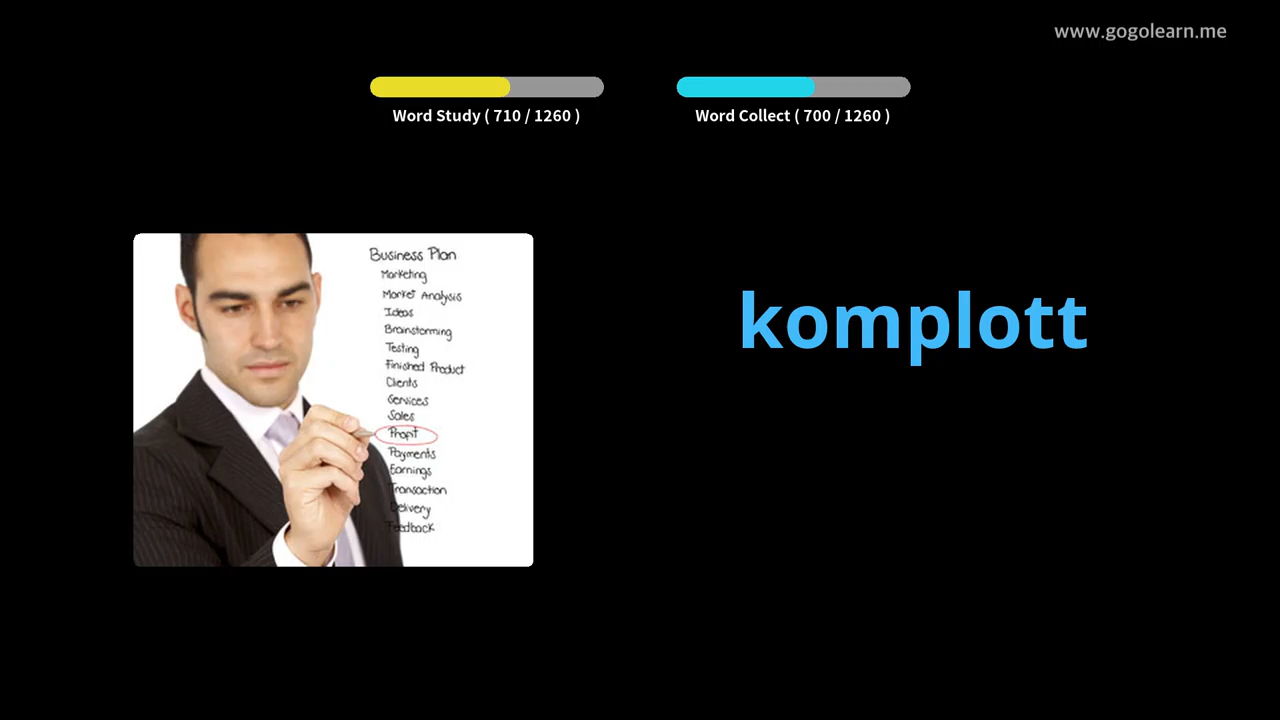 www.gogolearn.me
Word Study ( 710 / 1260 )
Word Collect ( 700 / 1260 )
Business Plan
Marketing
Market Analysis
Ideas
Brainstorming
Testing
Finished Product
Clients
Services
Sales
Profit
Payments
Earnings
Transaction
Delivery
Feedback
komplott